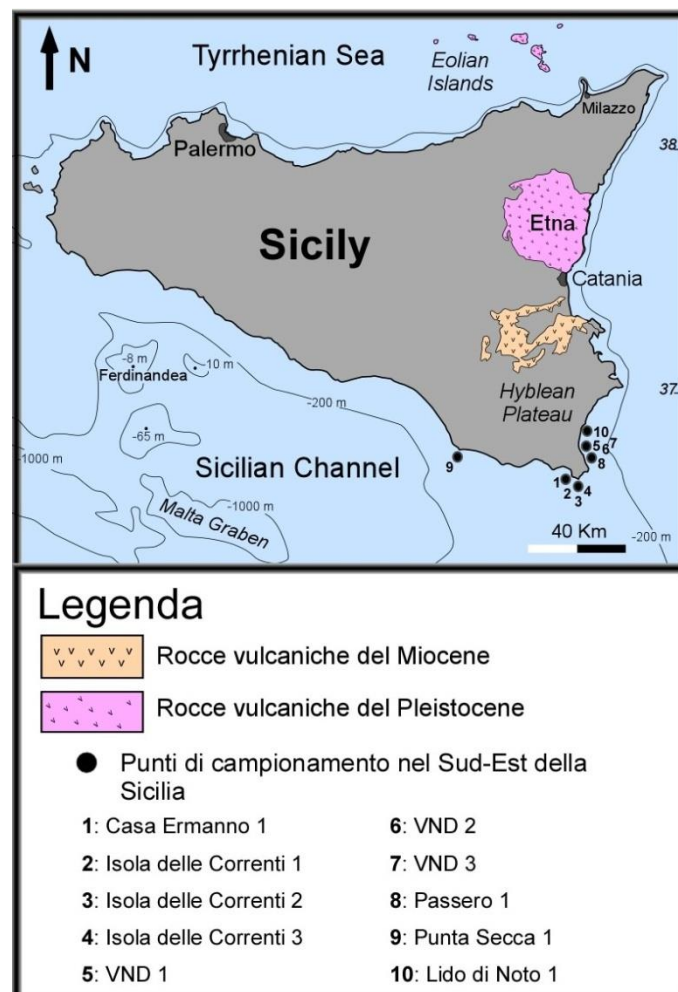 N
Tyrrhenian Sea
Eolian
Islands
Milazzo
Palermo
38
Etna
Sicily
Catania
-8 m
-10 m
Ferdinandea
37
Hyblean
Plateau
-200 m
-65 m
10
5 7
6
8
-1000 m
Sicilian Channel
9
1
2 4
3
-1000 m
Malta Graben
40 Km
-200 m
Legenda
Rocce vulcaniche del Miocene
Rocce vulcaniche del Pleistocene
Punti di campionamento nel Sud-Est della
Sicilia
1: Casa Ermanno 1
2: Isola delle Correnti 1
3: Isola delle Correnti 2
4: Isola delle Correnti 3
5: VND 1
6: VND 2
7: VND 3
8: Passero 1
9: Punta Secca 1
10: Lido di Noto 1